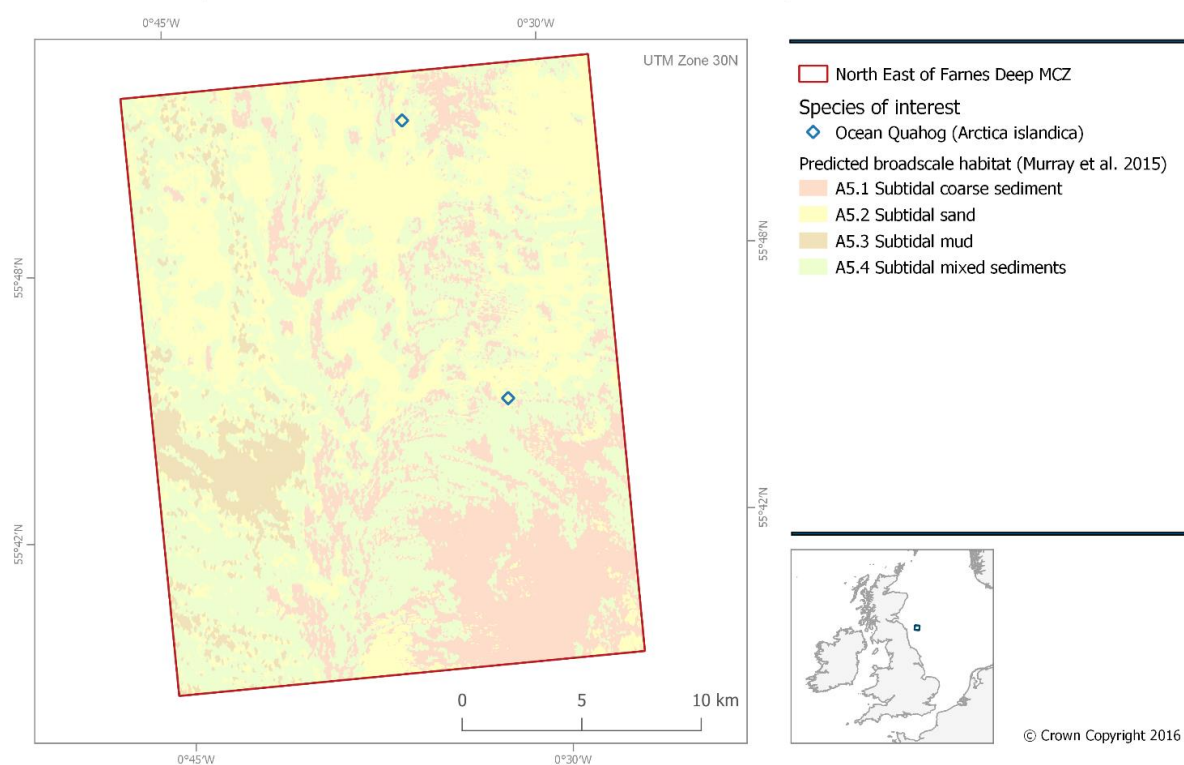 0°45'W
0°30'W
UTM Zone 30N
55°48'N
55°48'N
55°42'N
55°42'N
0 5 10 km
0°45'W
0°30'W
North East of Farnes Deep MCZ
Species of interest
Ocean Quahog (Arctica islandica)
Predicted broadscale habitat (Murray et al. 2015)
A5.1 Subtidal coarse sediment
A5.2 Subtidal sand
A5.3 Subtidal mud
A5.4 Subtidal mixed sediments
© Crown Copyright 2016